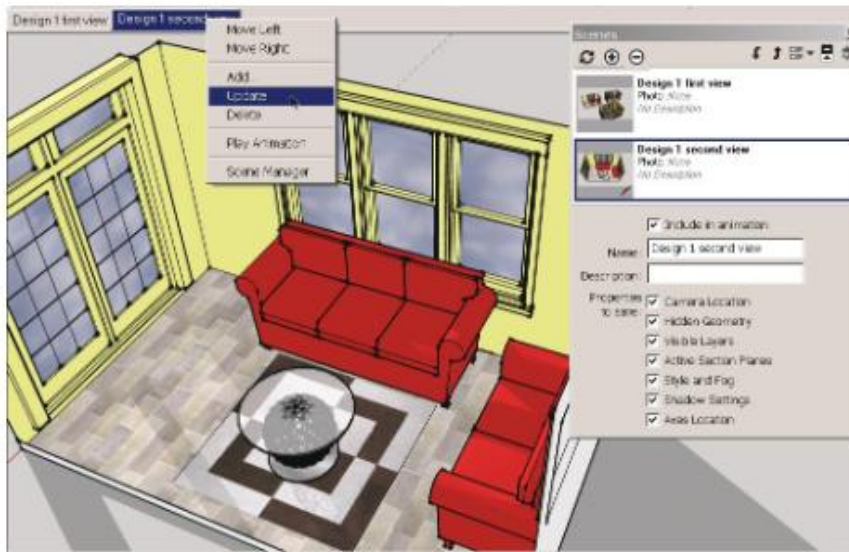 Design 1 first view
Design 1 second
Move Left
Move Right
Add...
Update
Delete
Play Animation
Scene Manager
Scenes
Design 1 first view
Photo: None
No Description
Design 1 second view
Photo: None
No Description
Include in animation
Name: Design 1 second view
Description:
Properties to save:
Camera Location
Hidden Geometry
Visible Layers
Active Section Planes
Style and Fog
Shadow Settings
Axes Location